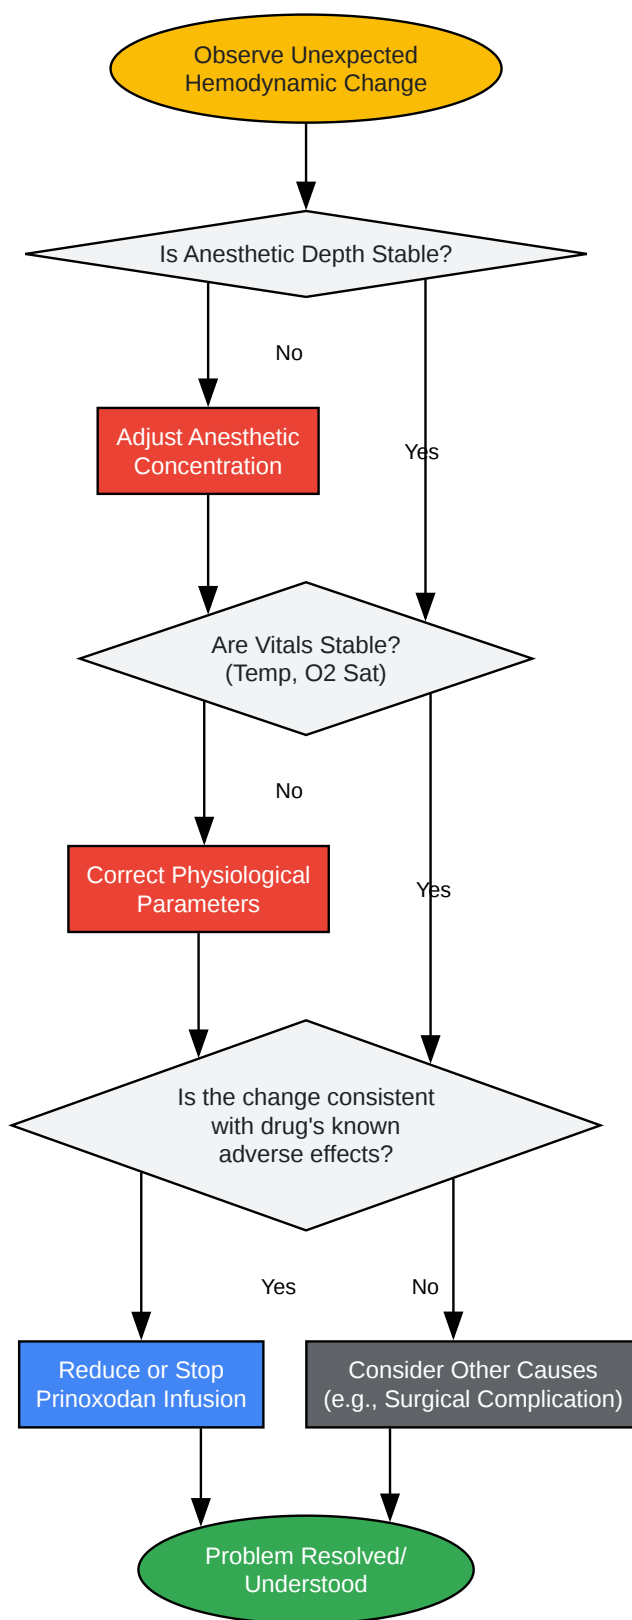 Observe Unexpected
Hemodynamic Change
Is Anesthetic Depth Stable?
No
Adjust Anesthetic
Concentration
Yes
Are Vitals Stable?
(Temp, O2 Sat)
No
Correct Physiological
Parameters
Yes
Is the change consistent
with drug's known
adverse effects?
Yes
No
Reduce or Stop
Prinoxodan Infusion
Consider Other Causes
(e.g., Surgical Complication)
Problem Resolved/
Understood